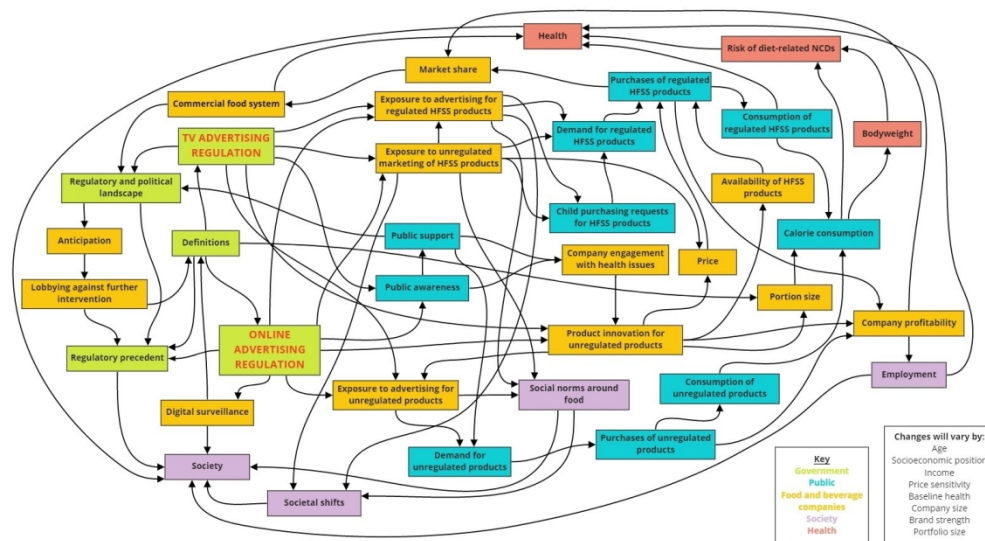 Health
Risk of diet-related NCDs
Market share
Purchases of regulated
HFSS products
Commercial food system
Exposure to advertising for
regulated HFSS products
Consumption of
regulated HFSS products
Demand for regulated
HFSS products
Bodyweight
TV ADVERTISING
REGULATION
Exposure to unregulated
marketing of HFSS products
Regulatory and political
landscape
Availability of HFSS
products
Child purchasing requests
for HFSS products
Anticipation
Definitions
Public support
Calorie consumption
Company engagement
with health issues
Price
Lobbying against further
intervention
Public awareness
Portion size
Company profitability
ONLINE
ADVERTISING
REGULATION
Product innovation for
unregulated products
Regulatory precedent
Employment
Exposure to advertising for
unregulated products
Social norms around
food
Consumption of
unregulated products
Digital surveillance
Purchases of unregulated
products
Demand for
unregulated products
Society
Societal shifts
Key
Government
Public
Food and beverage
companies
Society
Health
Changes will vary by:
Age
Socioeconomic position
Income
Price sensitivity
Baseline health
Company size
Brand strength
Portfolio size